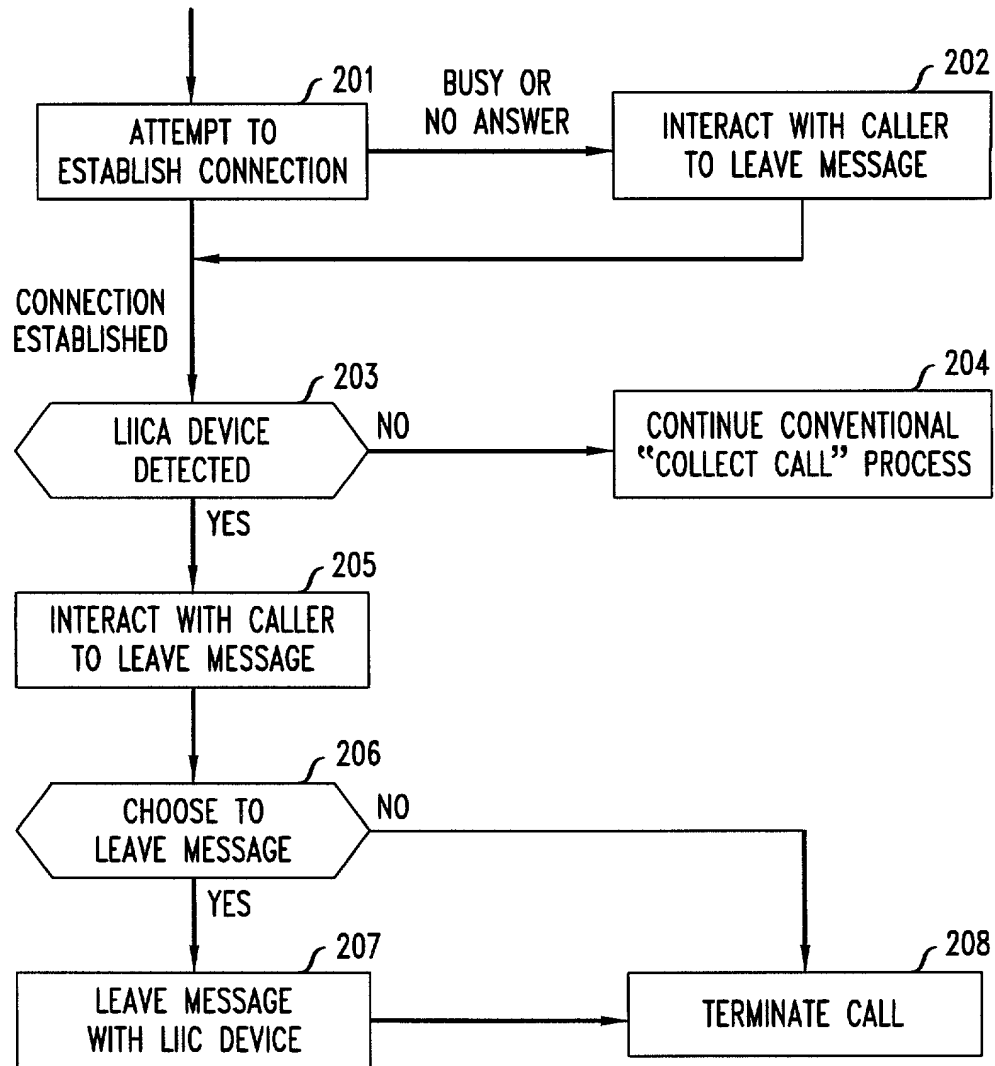 201
ATTEMPT TO
ESTABLISH CONNECTION
BUSY OR
NO ANSWER
202
INTERACT WITH CALLER
TO LEAVE MESSAGE
CONNECTION
ESTABLISHED
203
LIICA DEVICE
DETECTED
NO
204
CONTINUE CONVENTIONAL
“COLLECT CALL” PROCESS
YES
205
INTERACT WITH CALLER
TO LEAVE MESSAGE
206
CHOOSE TO
LEAVE MESSAGE
NO
YES
207
LEAVE MESSAGE
WITH LIIC DEVICE
208
TERMINATE CALL